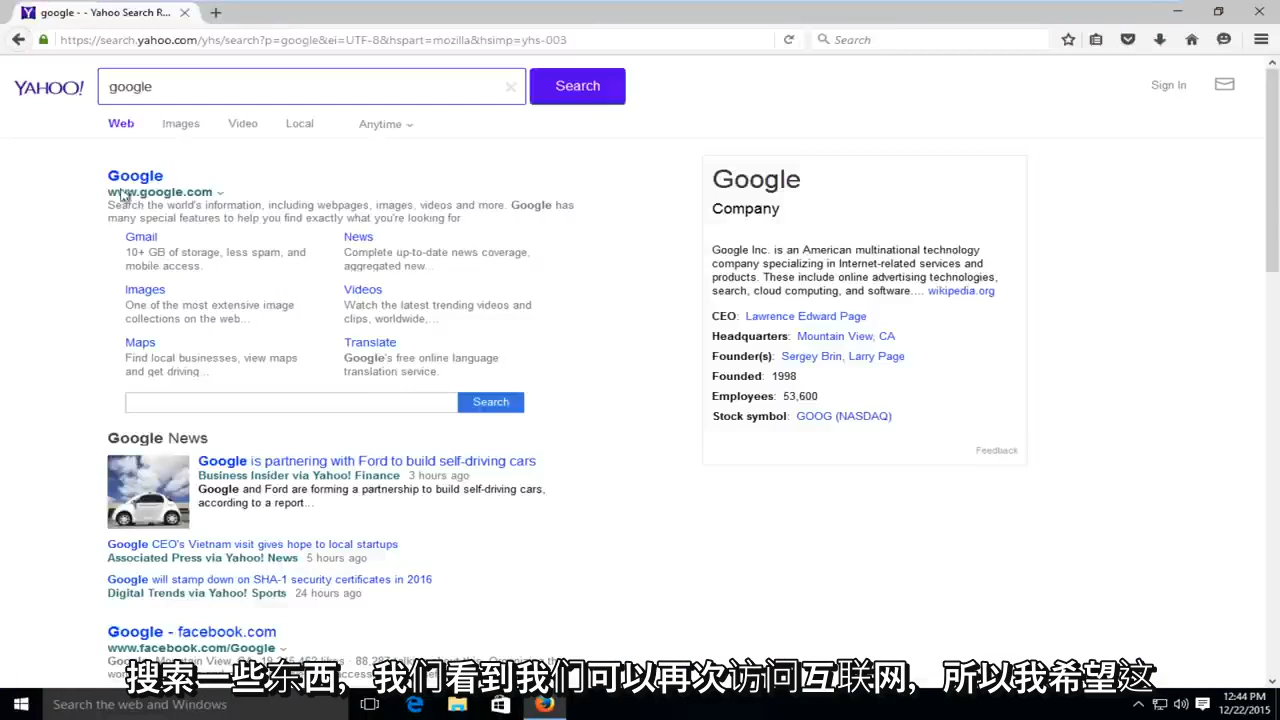 google - - Yahoo Search R...
https://search.yahoo.com/yhs/search?p=google&ei=UTF-8&hspart=mozilla&hsimp=yhs-003
Search
YAHOO!
google
Search
Sign In
Web Images Video Local Anytime
Google
www.google.com
Search the world's information, including webpages, images, videos and more. Google has
many special features to help you find exactly what you're looking for
Gmail
10+ GB of storage, less spam, and
mobile access.
News
Complete up-to-date news coverage,
aggregated new...
Images
One of the most extensive image
collections on the web...
Videos
Watch the latest trending videos and
clips, worldwide,...
Maps
Find local businesses, view maps
and get driving...
Translate
Google's free online language
translation service.
Search
Google News
Google is partnering with Ford to build self-driving cars
Business Insider via Yahoo! Finance 3 hours ago
Google and Ford are forming a partnership to build self-driving cars,
according to a report...
Google CEO's Vietnam visit gives hope to local startups
Associated Press via Yahoo! News 5 hours ago
Google will stamp down on SHA-1 security certificates in 2016
Digital Trends via Yahoo! Sports 24 hours ago
Google - facebook.com
www.facebook.com/Google
Google
Company
Google Inc. is an American multinational technology
company specializing in Internet-related services and
products. These include online advertising technologies,
search, cloud computing, and software.... wikipedia.org
CEO: Lawrence Edward Page
Headquarters: Mountain View, CA
Founder(s): Sergey Brin, Larry Page
Founded: 1998
Employees: 53,600
Stock symbol: GOOG (NASDAQ)
Feedback
搜索一些东西，我们看到我们可以再次访问互联网，所以我希望这
Search the web and Windows
12:44 PM
12/22/2015